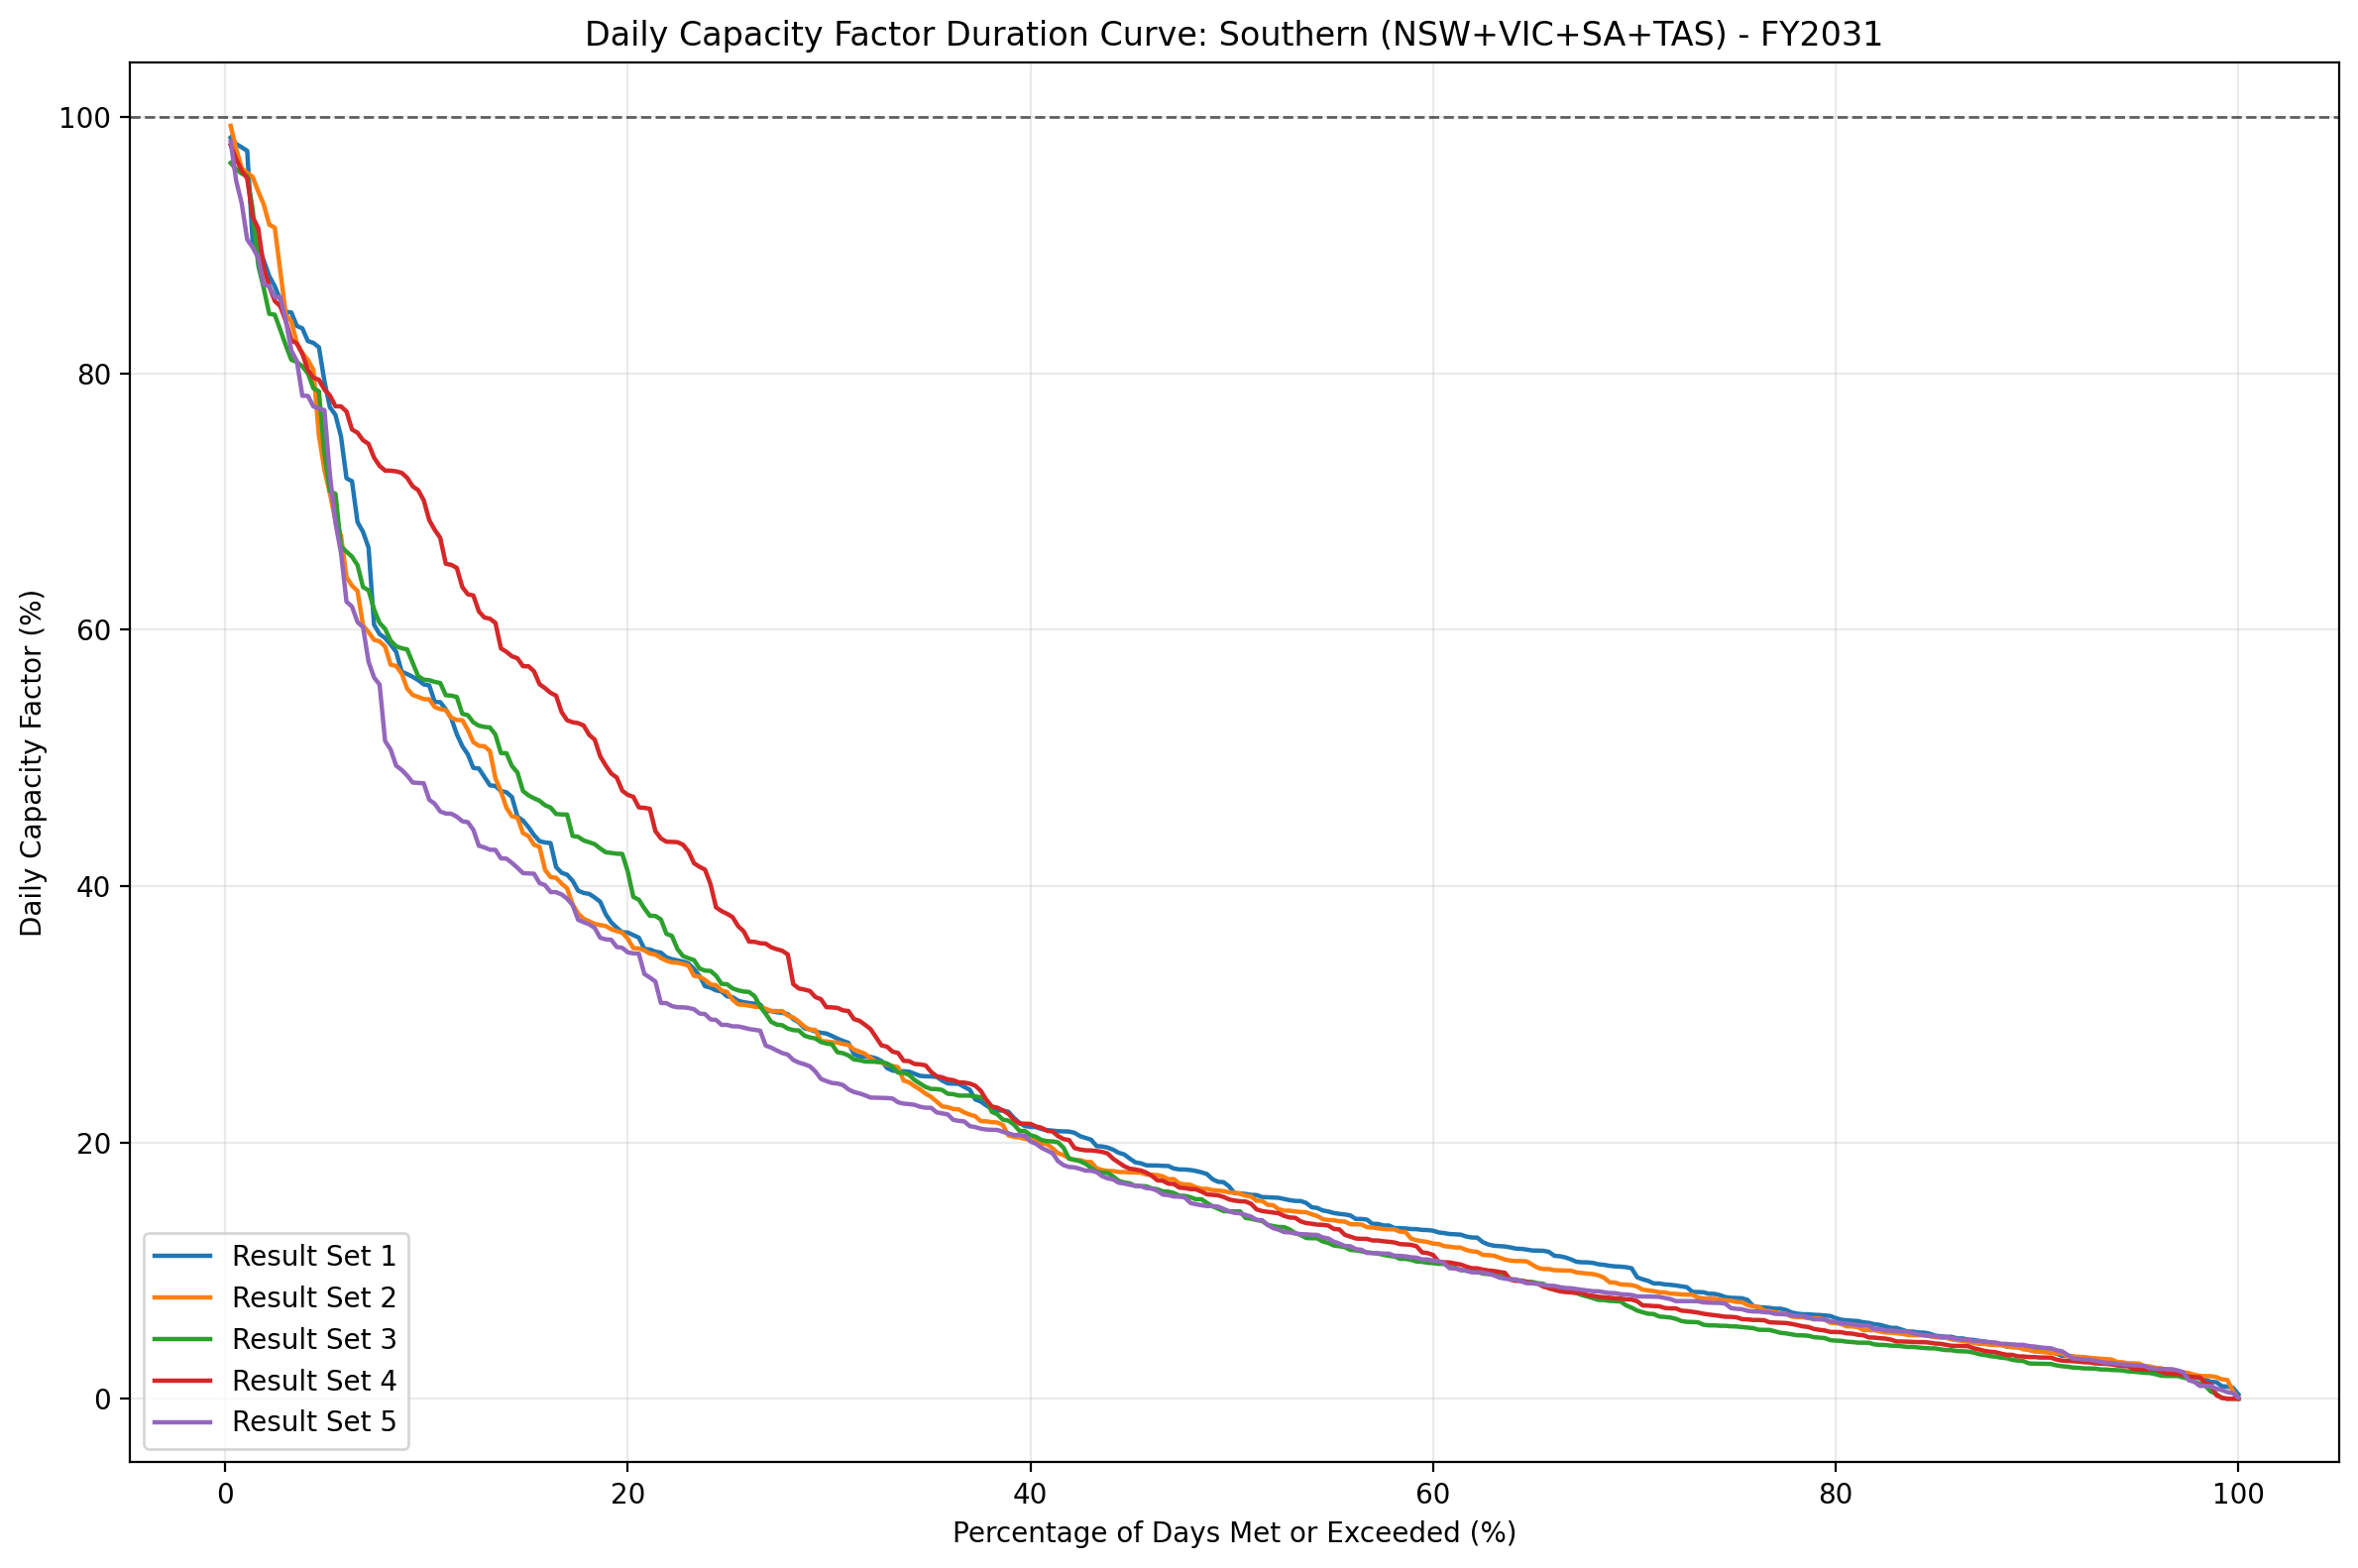 Daily Capacity Factor Duration Curve: Southern (NSW+VIC+SA+TAS) - FY2031
Daily Capacity Factor (%)
100
80
60
40
20
0
Result Set 1
Result Set 2
Result Set 3
Result Set 4
Result Set 5
0 20 40 60 80 100
Percentage of Days Met or Exceeded (%)